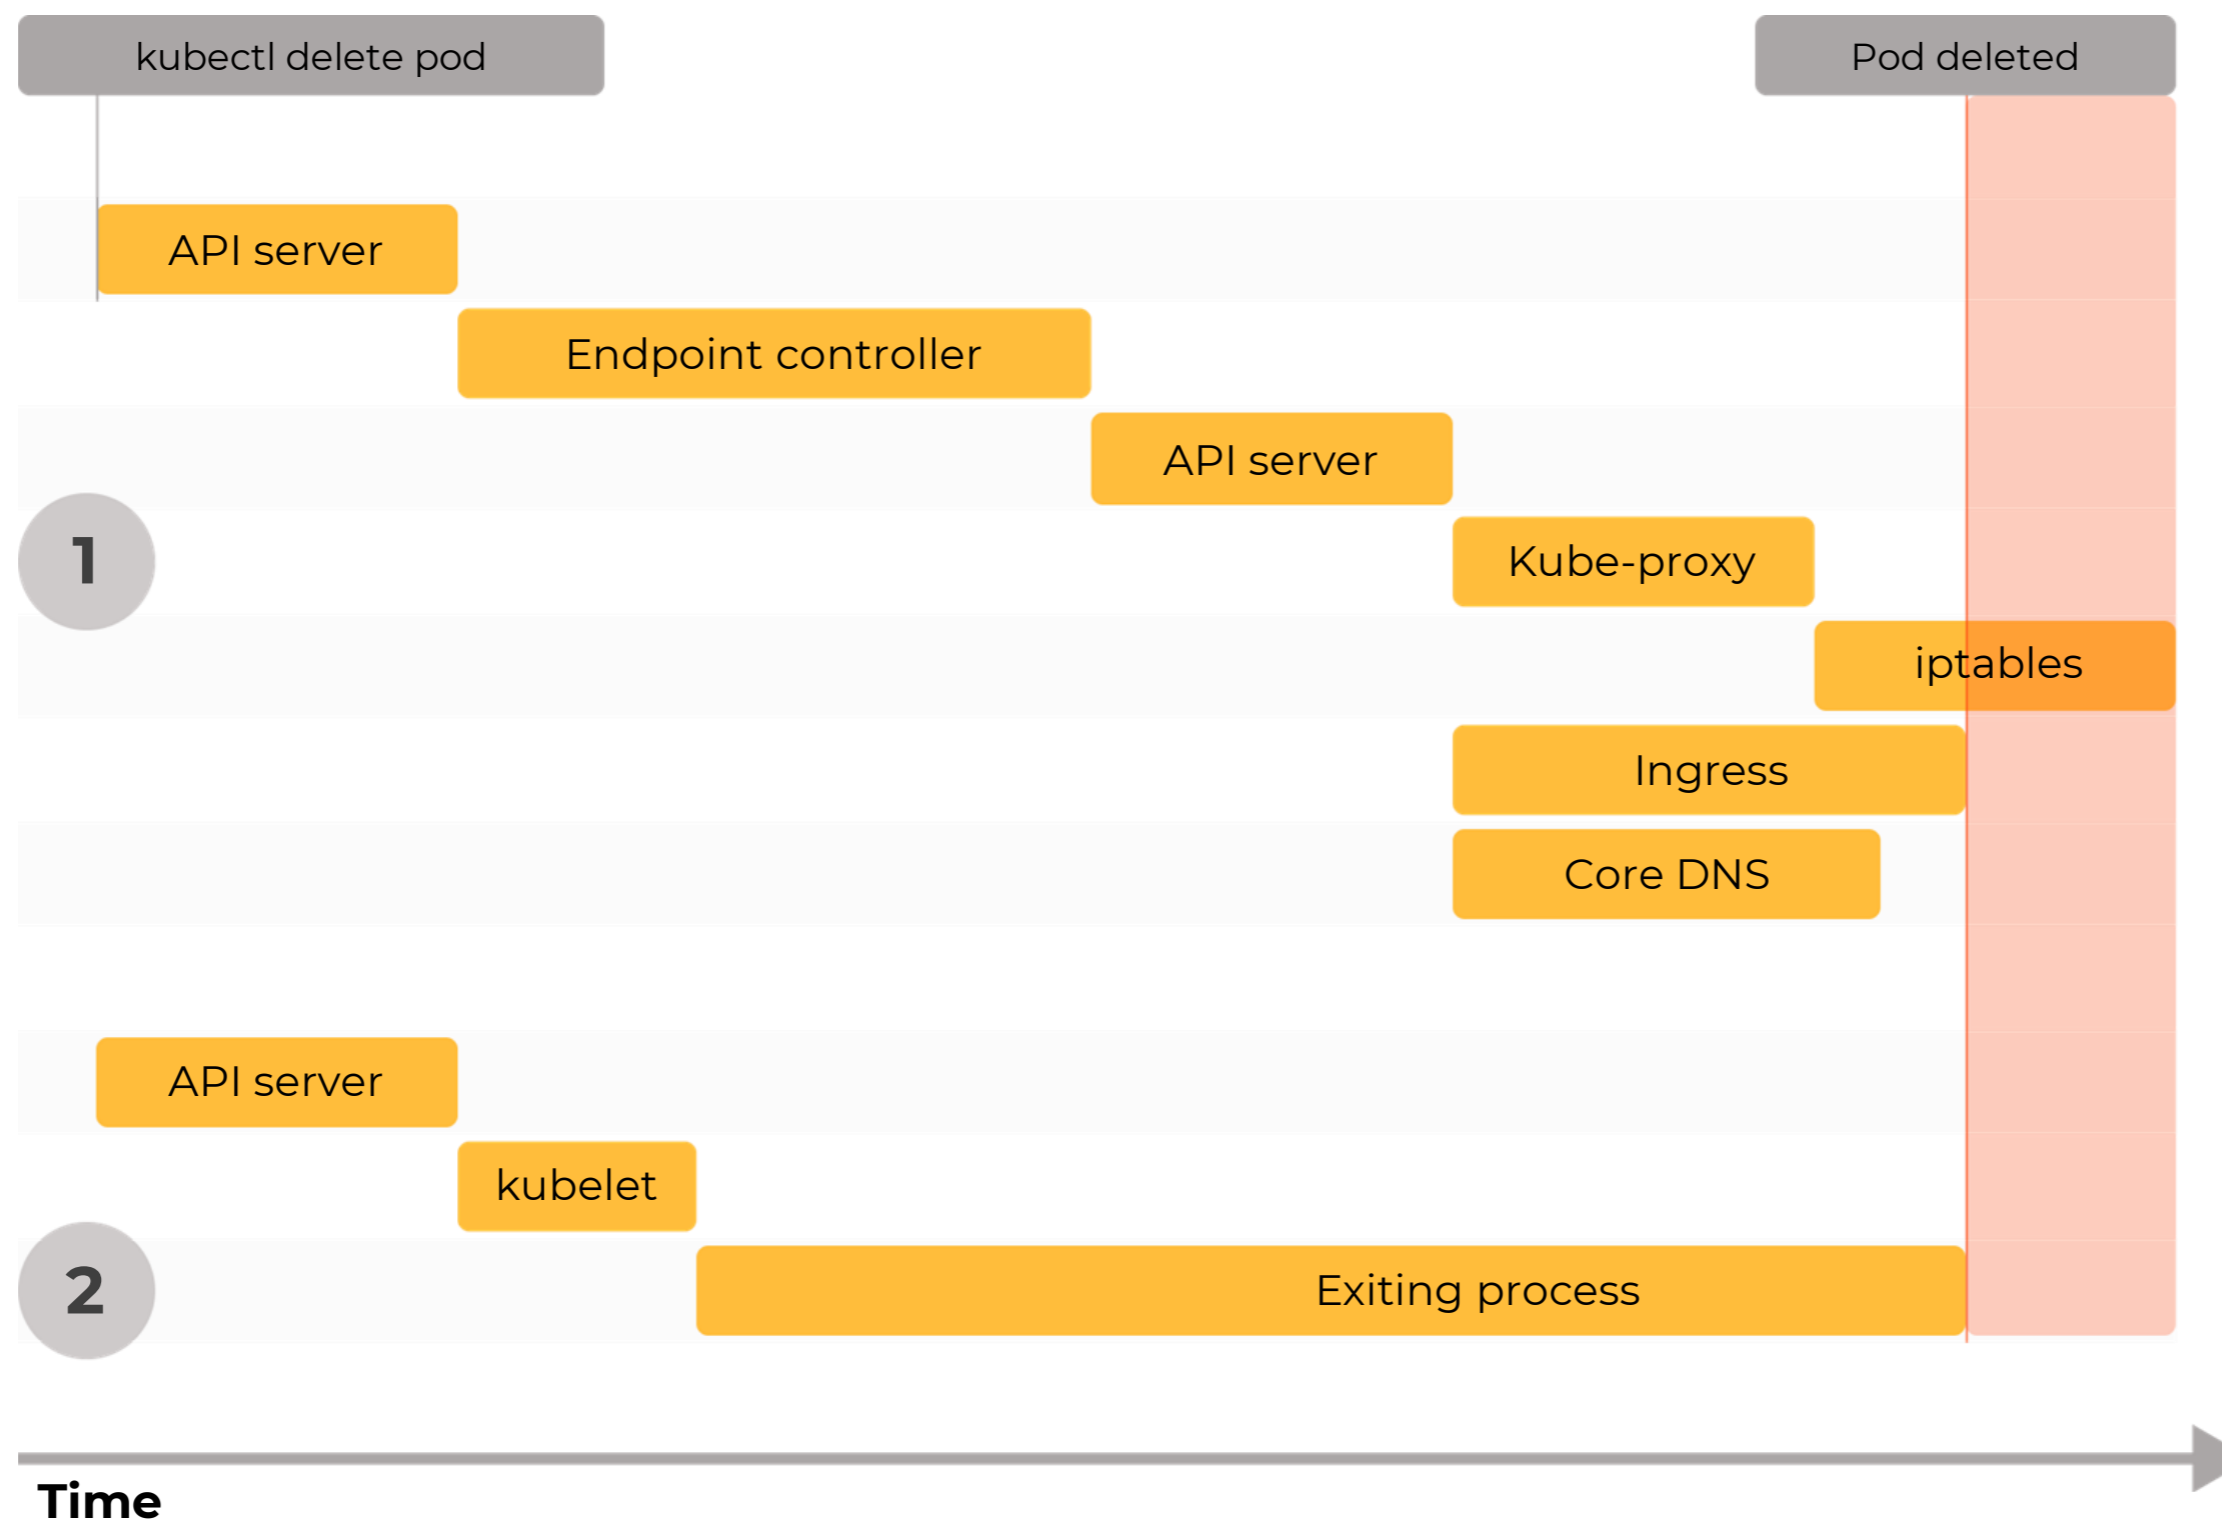 kubectl delete pod
Pod deleted
API server
Endpoint controller
API server
1
Kube-proxy
iptables
Ingress
Core DNS
API server
kubelet
2
Exiting process
Time